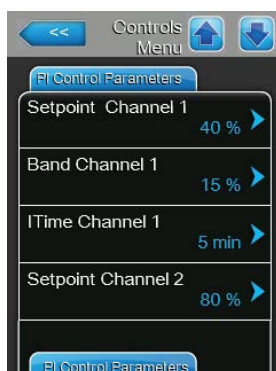 <<
Controls
Menu
PI Control Parameters
Setpoint Channel 1
40 %
Band Channel 1
15 %
ITime Channel 1
5 min
Setpoint Channel 2
80 %
PI Control Parameters